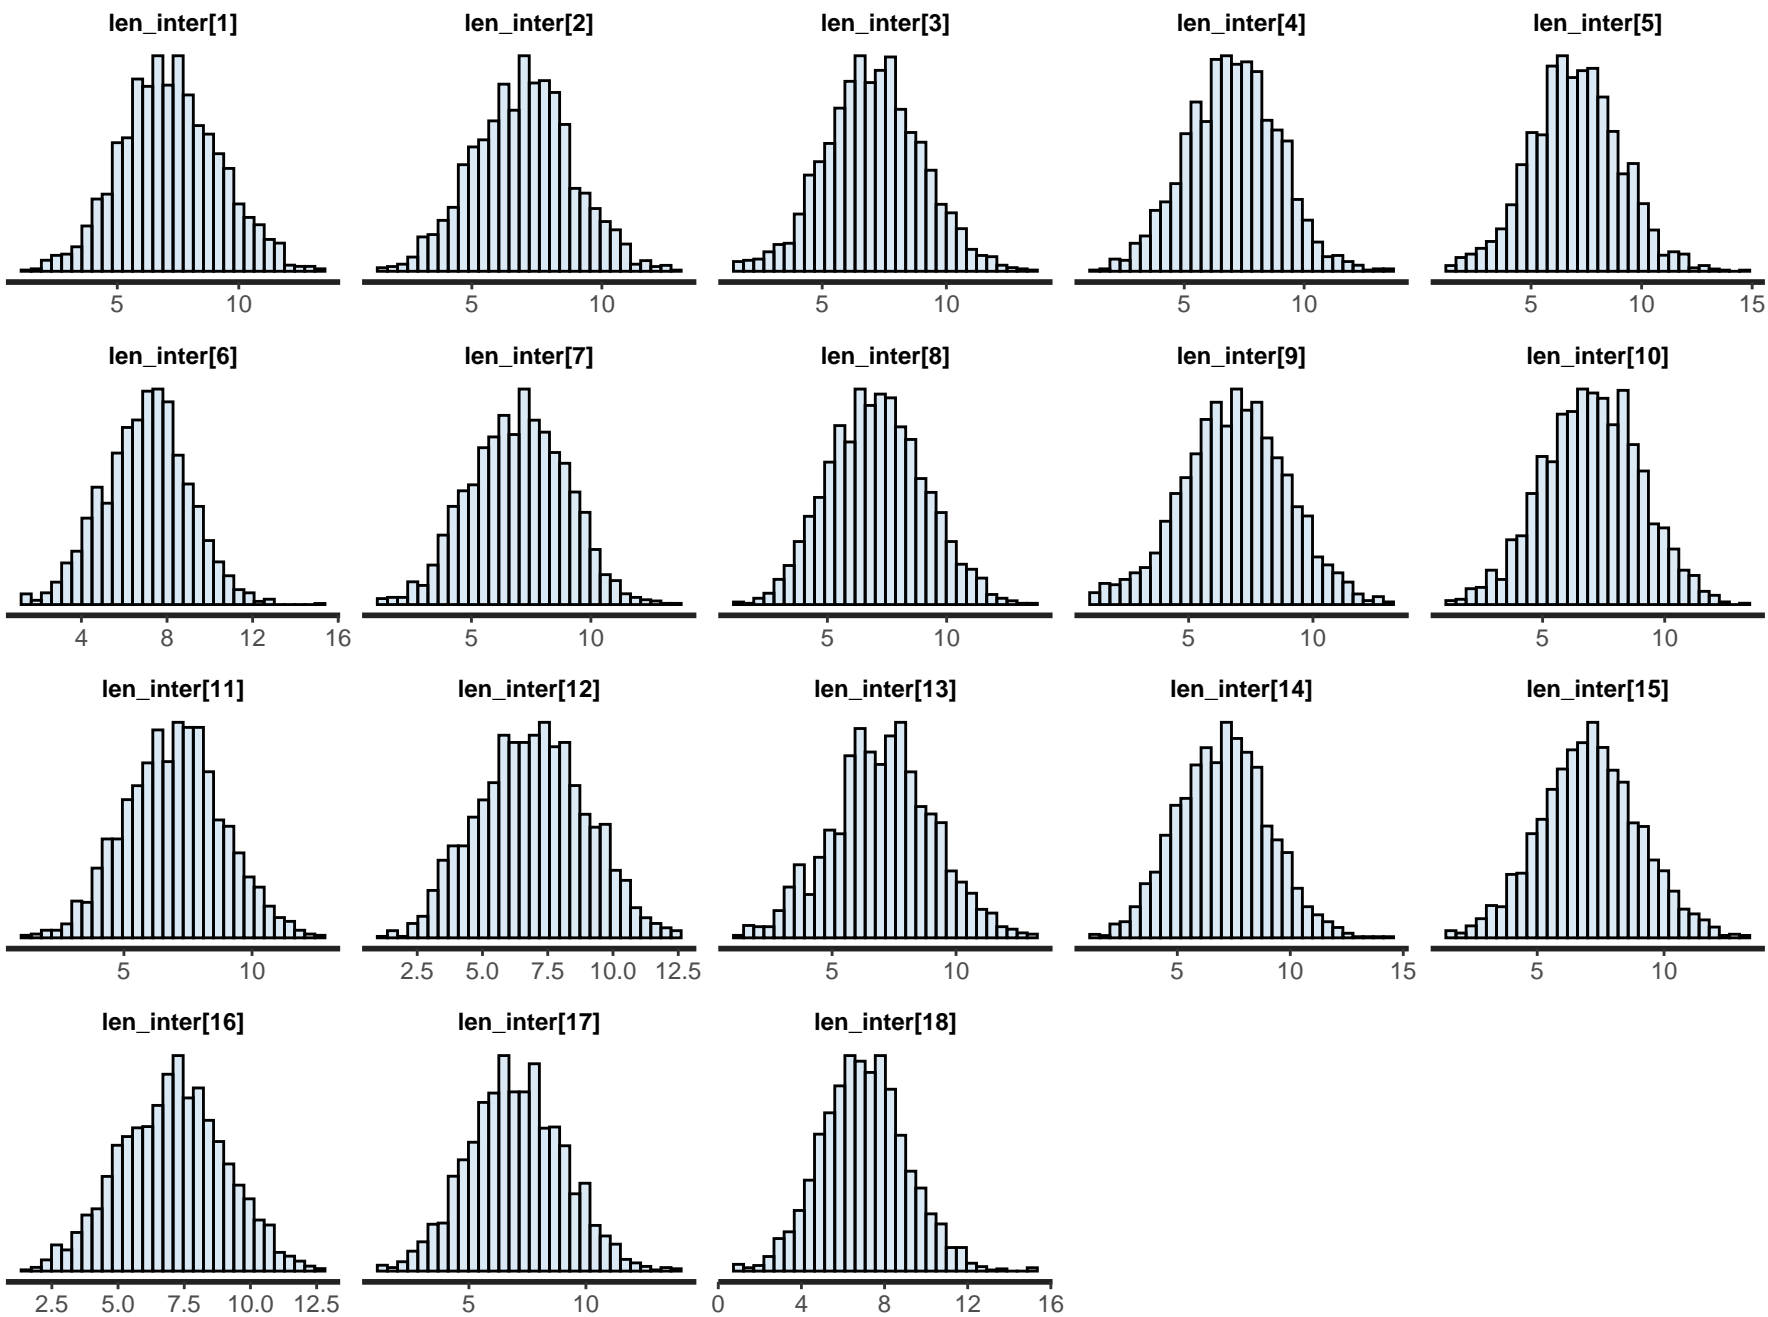 len_inter[1] len_inter[2] len_inter[3] len_inter[4] len_inter[5]
5 10 5 10 5 10 5 10 5 10 15
len_inter[6] len_inter[7] len_inter[8] len_inter[9] len_inter[10]
4 8 12 16 5 10 5 10 5 10 5 10
len_inter[11] len_inter[12] len_inter[13] len_inter[14] len_inter[15]
5 10 2.5 5.0 7.5 10.0 12.5 5 10 5 10 15 5 10
len_inter[16] len_inter[17] len_inter[18]
2.5 5.0 7.5 10.0 12.5 5 10 0 4 8 12 16